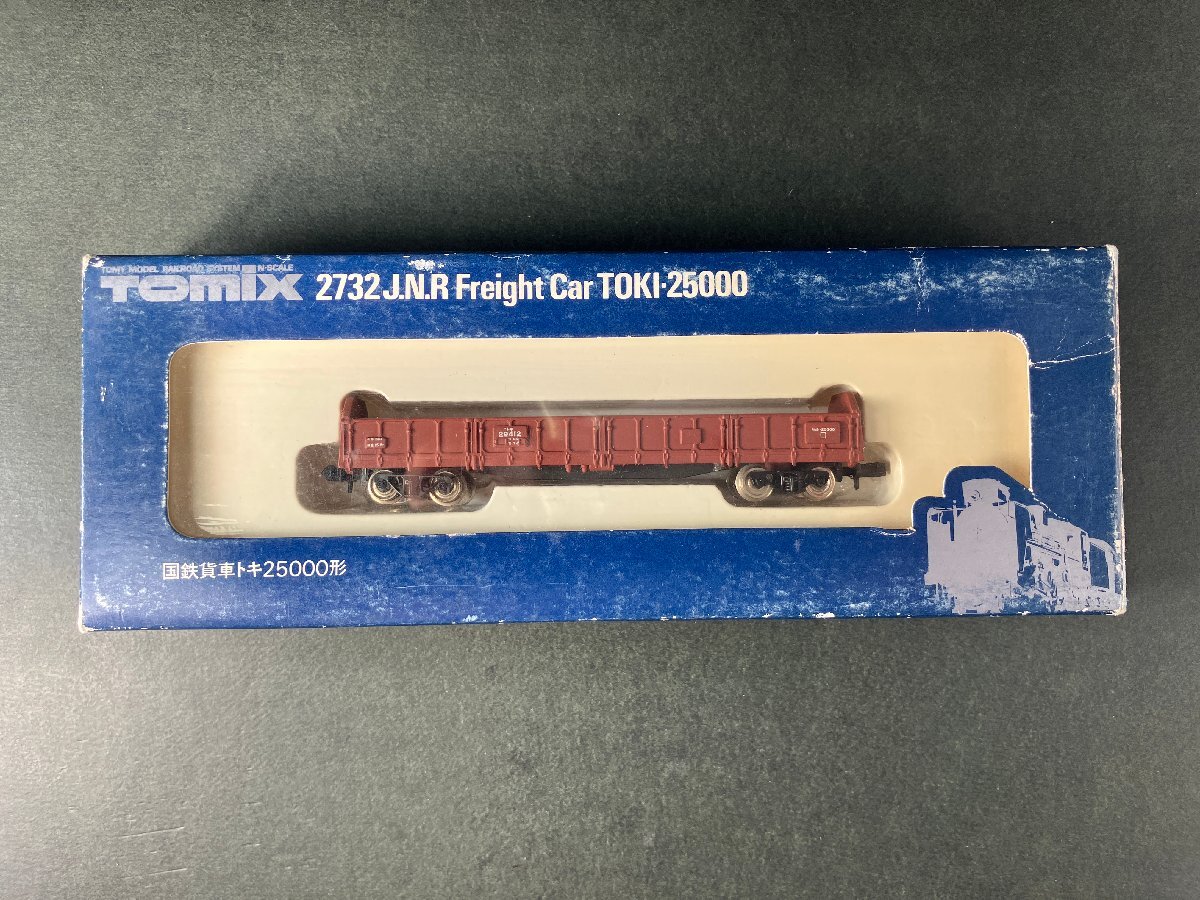 TOMY MODEL RAILROAD SYSTEM N-SCALE
TOMIX 2732 J.N.R Freight Car TOKI-25000
29412
国鉄貨車トキ25000形